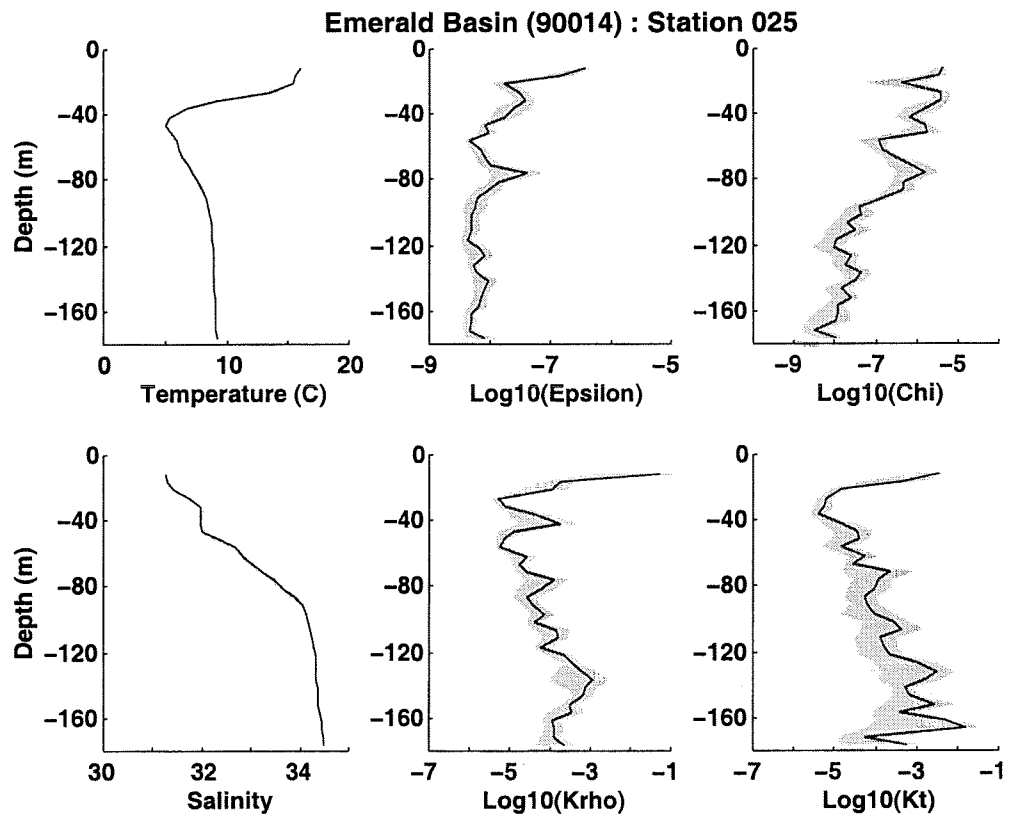 Emerald Basin (90014) : Station 025
0
−40
−80
−120
−160
Depth (m)
0 10 20
Temperature (C)
0
−40
−80
−120
−160
−9 −7 −5
Log10(Epsilon)
0
−40
−80
−120
−160
−9 −7 −5
Log10(Chi)
0
−40
−80
−120
−160
Depth (m)
30 32 34
Salinity
0
−40
−80
−120
−160
−7 −5 −3 −1
Log10(Krho)
0
−40
−80
−120
−160
−7 −5 −3 −1
Log10(Kt)